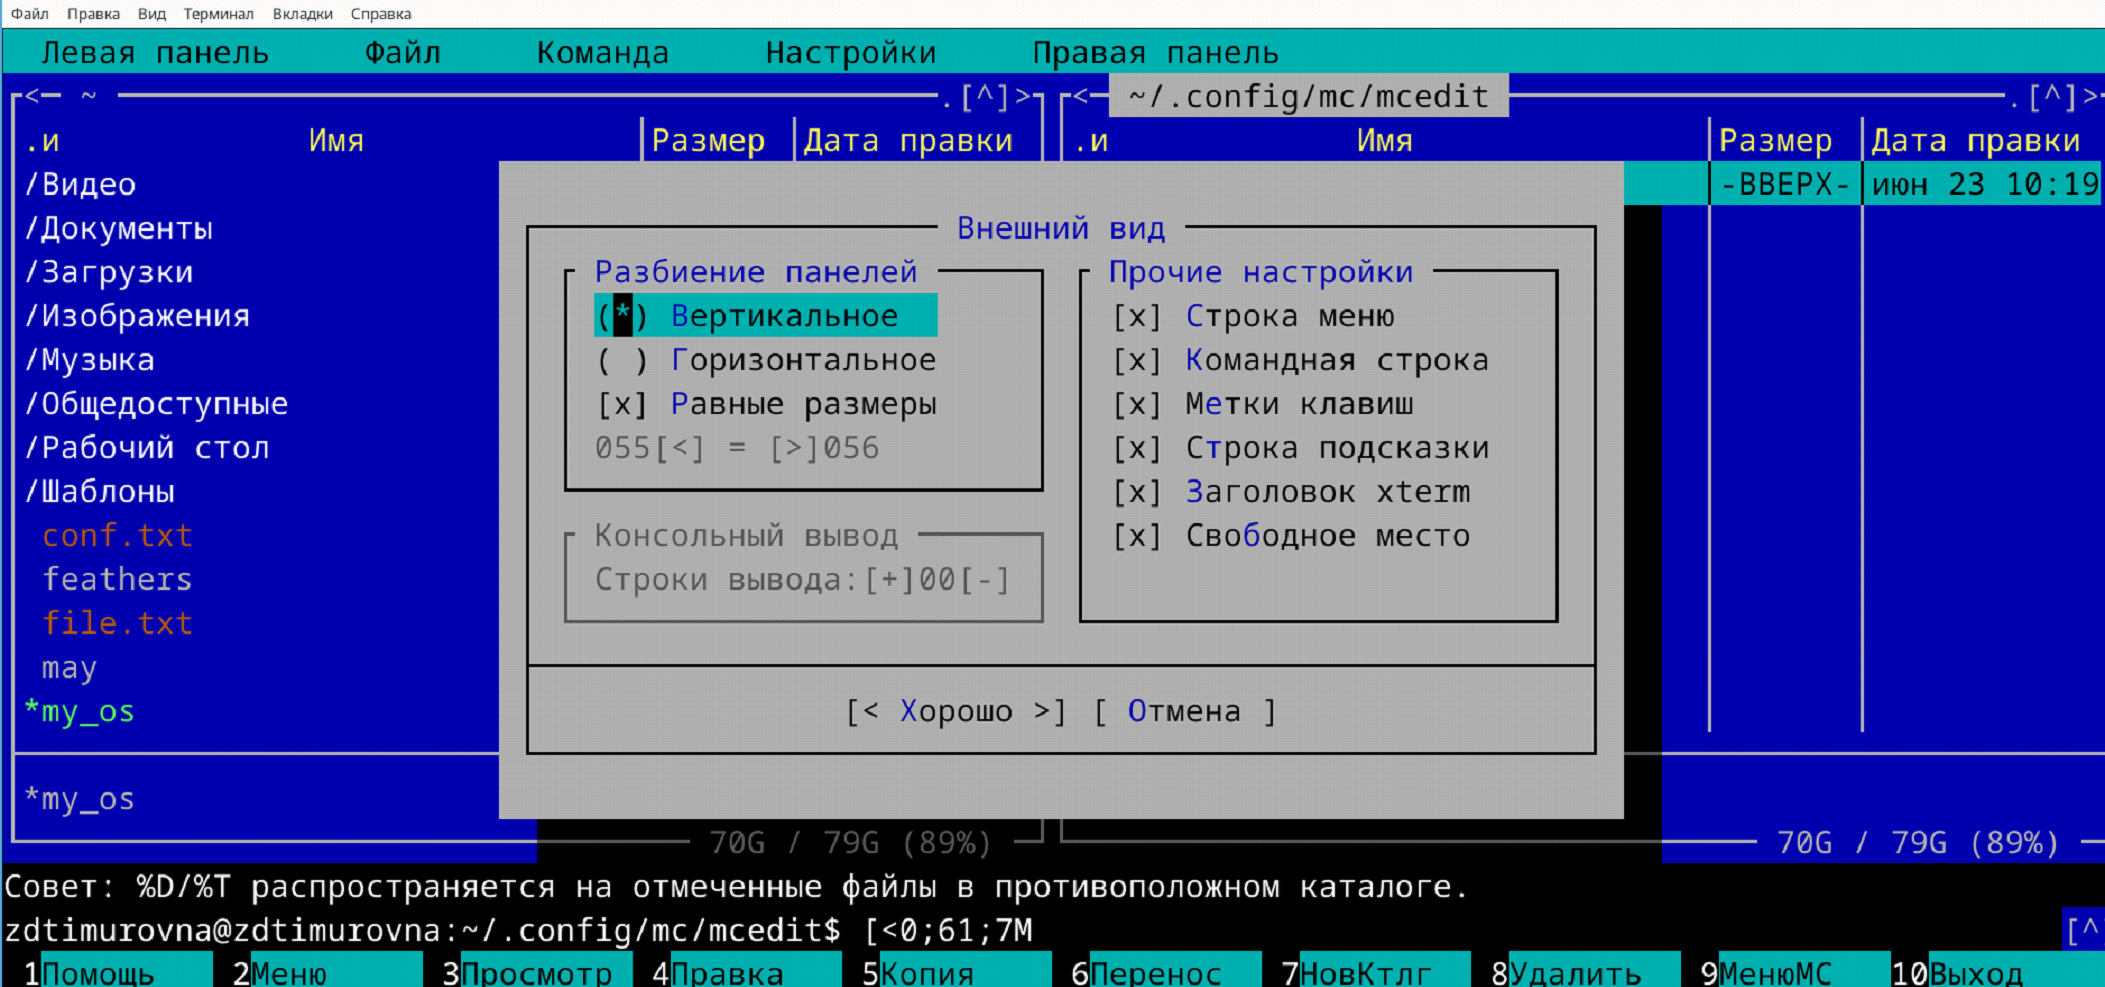 Файл Правка Вид Терминал Вкладки Справка
Левая панель Файл Команда Настройки Правая панель
<— ~ .[^]> <— ~/.config/mc/mcedit .[^]>
.и Имя Размер Дата правки .и Имя Размер Дата правки
/Видео -ВВЕРХ- июн 23 10:19
/Документы Внешний вид
/Загрузки Разбиение панелей Прочие настройки
/Изображения (*) Вертикальное [x] Строка меню
/Музыка ( ) Горизонтальное [x] Командная строка
/Общедоступные [x] Равные размеры [x] Метки клавиш
/Рабочий стол 055[<] = [>]056 [x] Строка подсказки
/Шаблоны [x] Заголовок xterm
conf.txt Консольный вывод [x] Свободное место
feathers Строки вывода:[+]00[-]
file.txt
may
*my_os [< Хорошо >] [ Отмена ]
*my_os
70G / 79G (89%) 70G / 79G (89%)
Совет: %D/%T распространяется на отмеченные файлы в противоположном каталоге.
zdtimurovna@zdtimurovna:~/.config/mc/mcedit$ [<0;61;7M [^
1Помощь 2Меню 3Просмотр 4Правка 5Копия 6Перенос 7НовКтлг 8Удалить 9МенюМС 10Выход